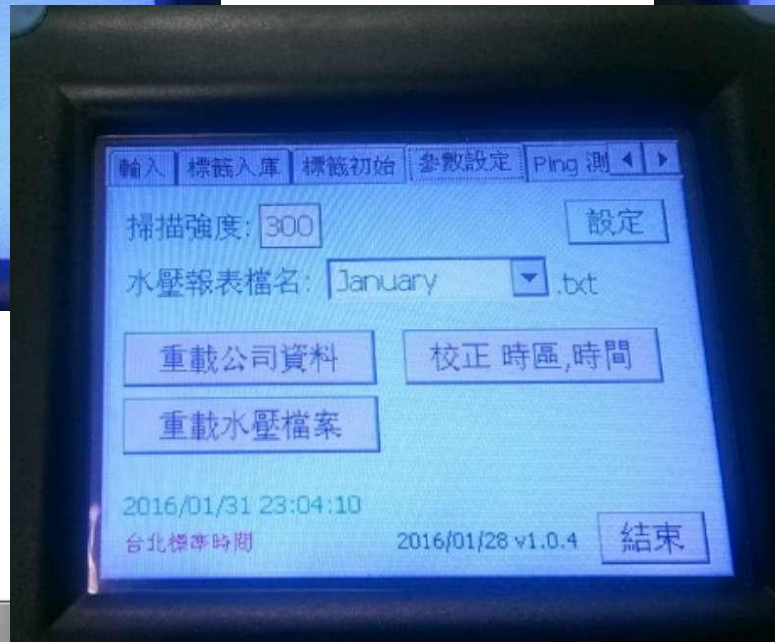 輸入 標籤入庫 標籤初始 參數設定 Ping 測
掃描強度: 300 設定
水壓報表檔名: January .txt
重載公司資料 校正 時區,時間
重載水壓檔案
2016/01/31 23:04:10
台北標準時間 2016/01/28 v1.0.4 結束